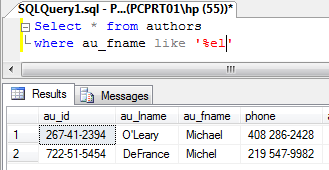 SQLQuery1.sql - P...(PCPRT01\hp (55))*
Select * from authors
where au_fname like '%el'
Results Messages
au_id au_lname au_fname phone
1 267-41-2394 O'Leary Michael 408 286-2428
2 722-51-5454 DeFrance Michel 219 547-9982